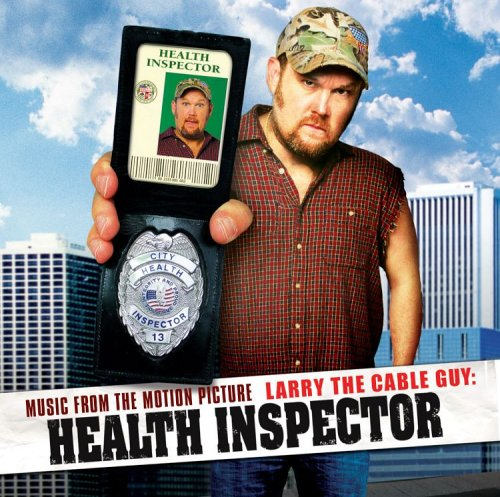 HEALTH
INSPECTOR
CITY
HEALTH
INSPECTOR
13
MUSIC FROM THE MOTION PICTURE LARRY THE CABLE GUY:
HEALTH INSPECTOR